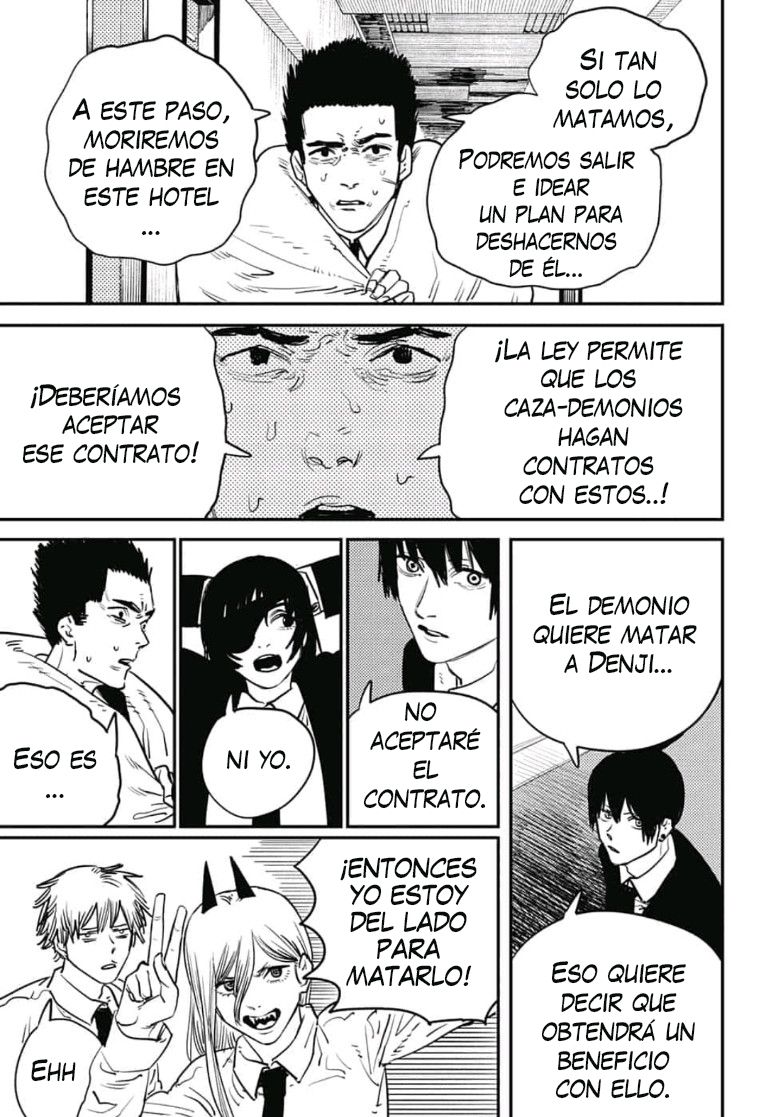 SI TAN
SOLO LO
MATAMOS,
PODREMOS SALIR
E IDEAR
UN PLAN PARA
DESHACERNOS
DE ÉL...
A ESTE PASO,
MORIREMOS
DE HAMBRE EN
ESTE HOTEL
...
¡LA LEY PERMITE
QUE LOS
CAZA-DEMONIOS
HAGAN
CONTRATOS
CON ESTOS..!
¡DEBERÍAMOS
ACEPTAR
ESE CONTRATO!
EL DEMONIO
QUIERE MATAR
A DENJI...
ESO QUIERE
DECIR QUE
OBTENDRÁ UN
BENEFICIO
CON ELLO.
NO
ACEPTARÉ
EL
CONTRATO.
NI YO.
ESO ES
...
¡ENTONCES
YO ESTOY
DEL LADO
PARA
MATARLO!
EHH